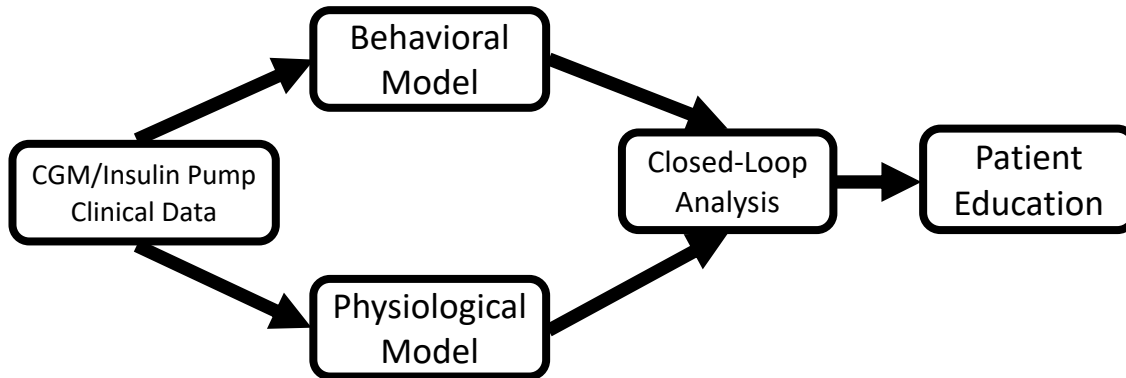 Behavioral
Model
CGM/Insulin Pump
Clinical Data
Closed-Loop
Analysis
Patient
Education
Physiological
Model